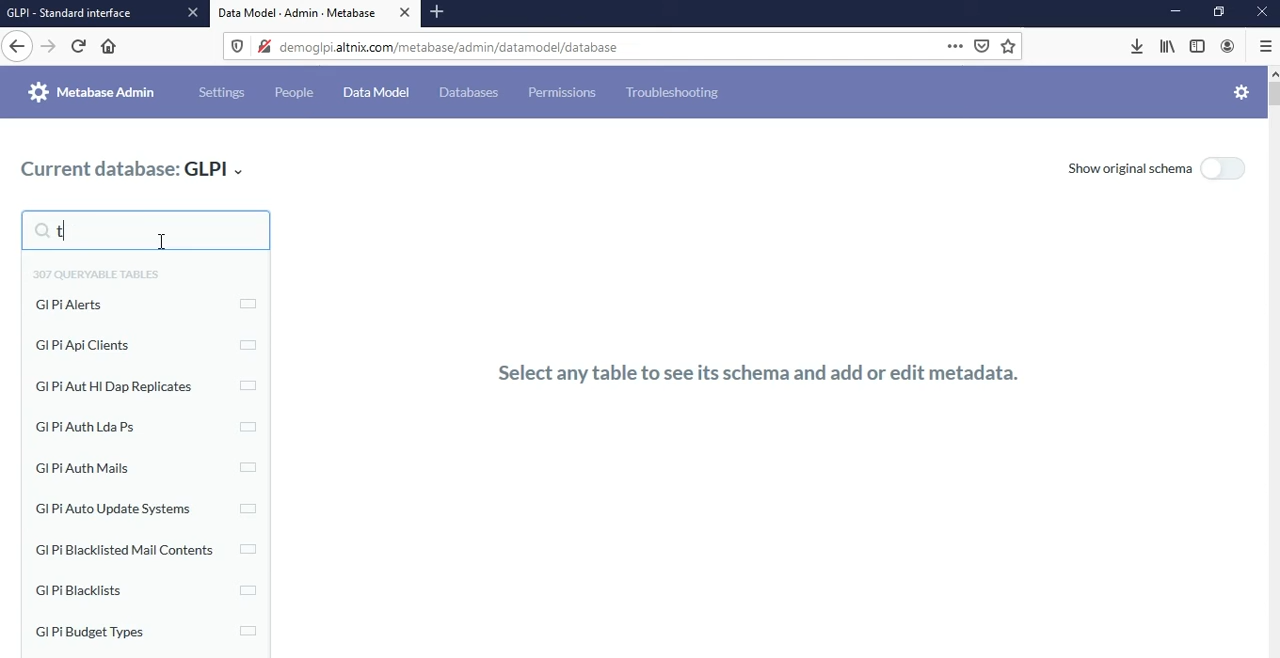 GLPI - Standard interface
Data Model · Admin · Metabase
demoglpi.altnix.com/metabase/admin/datamodel/database
Metabase Admin
Settings
People
Data Model
Databases
Permissions
Troubleshooting
Current database: GLPI
Show original schema
t
307 QUERYABLE TABLES
Gl Pi Alerts
Gl Pi Api Clients
Gl Pi Aut Hl Dap Replicates
Gl Pi Auth Lda Ps
Gl Pi Auth Mails
Gl Pi Auto Update Systems
Gl Pi Blacklisted Mail Contents
Gl Pi Blacklists
Gl Pi Budget Types
Select any table to see its schema and add or edit metadata.